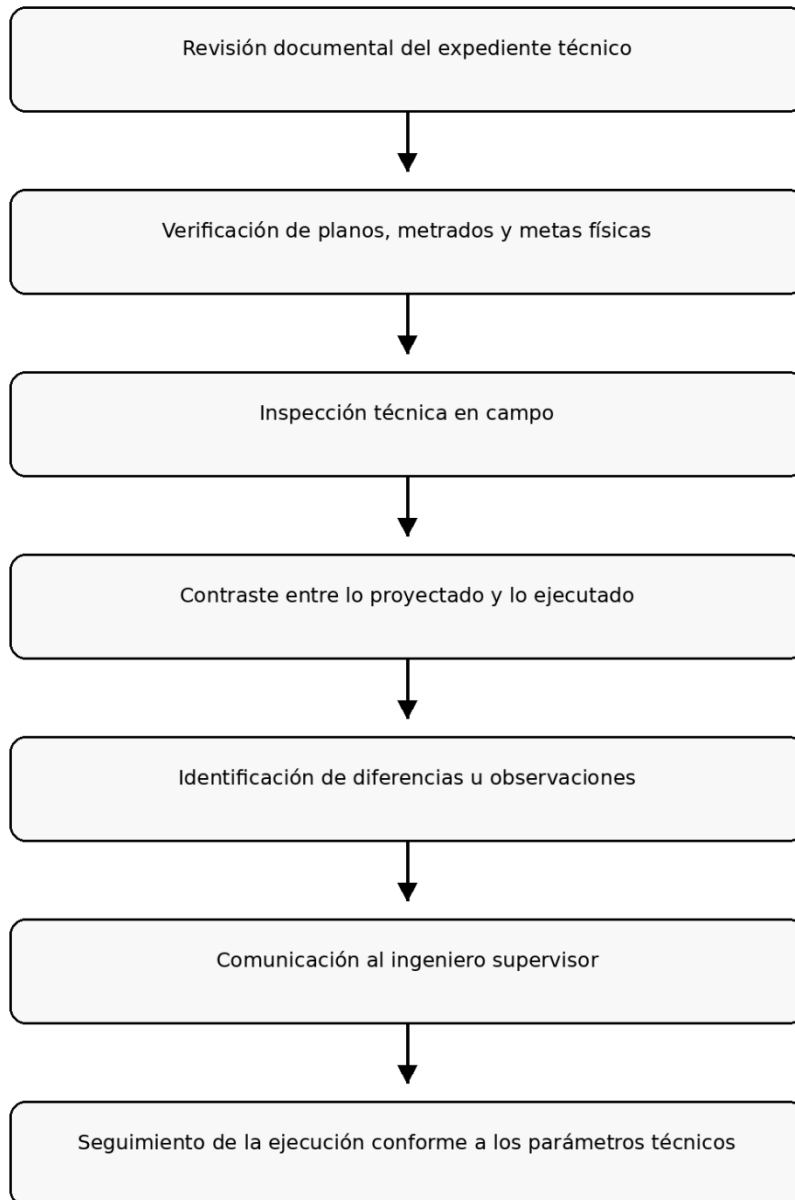 Revisión documental del expediente técnico
Verificación de planos, metrados y metas físicas
Inspección técnica en campo
Contraste entre lo proyectado y lo ejecutado
Identificación de diferencias u observaciones
Comunicación al ingeniero supervisor
Seguimiento de la ejecución conforme a los parámetros técnicos